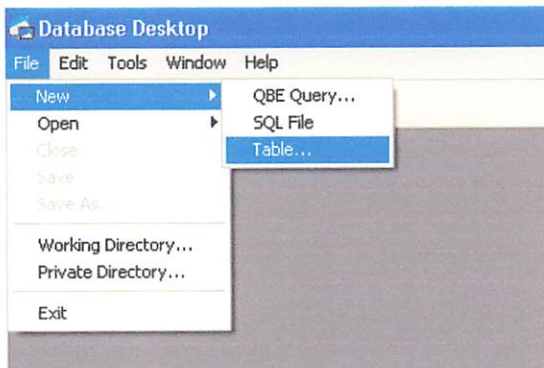 Database Desktop
File Edit Tools Window Help
New
QBE Query...
Open
SQL File
Close
Table...
Save
Save As...
Working Directory...
Private Directory...
Exit